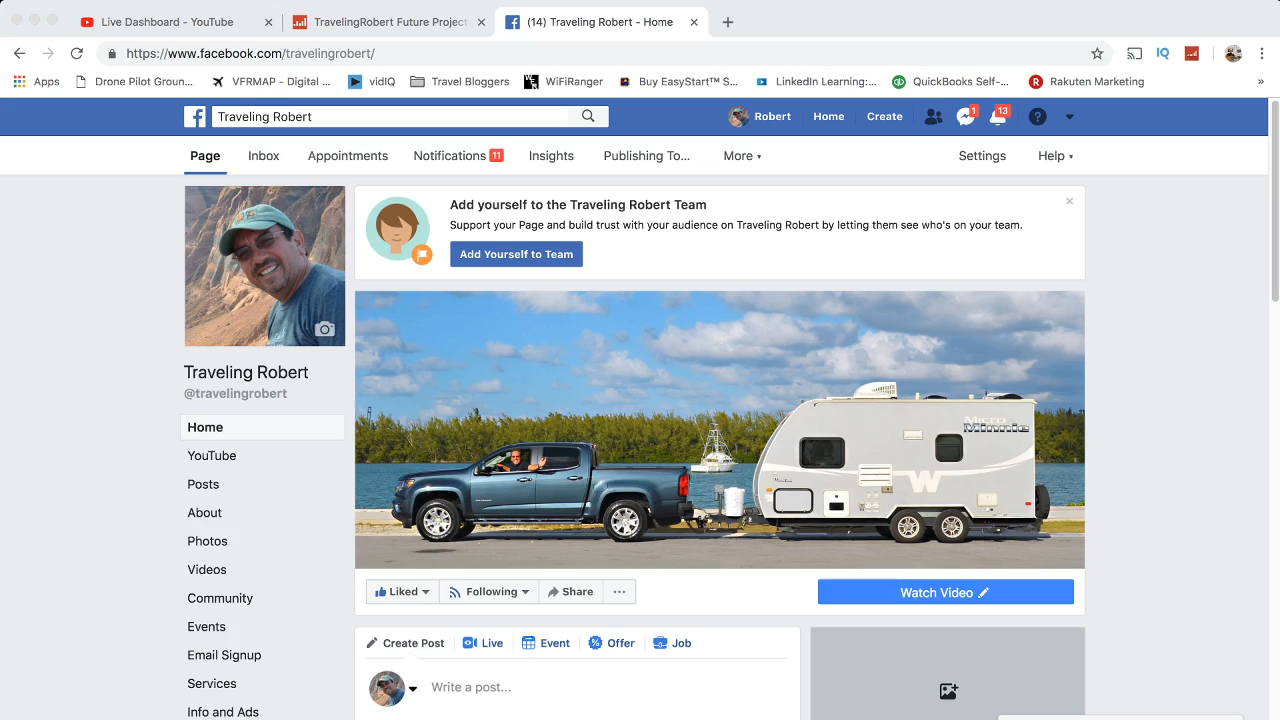 Live Dashboard - YouTube
TravelingRobert Future Project
(14) Traveling Robert - Home
https://www.facebook.com/travelingrobert/
Apps
Drone Pilot Groun...
VFRMAP - Digital ...
vidIQ
Travel Bloggers
WiFiRanger
Buy EasyStart™ S...
LinkedIn Learning:...
QuickBooks Self-...
Rakuten Marketing
»
Traveling Robert
Robert
Home
Create
1
13
Page
Inbox
Appointments
Notifications 11
Insights
Publishing To...
More
Settings
Help
Add yourself to the Traveling Robert Team
Support your Page and build trust with your audience on Traveling Robert by letting them see who's on your team.
Add Yourself to Team
Micro
Minnie
W
Traveling Robert
@travelingrobert
Home
YouTube
Posts
About
Photos
Videos
Community
Events
Email Signup
Services
Info and Ads
Liked
Following
Share
...
Watch Video
Create Post
Live
Event
Offer
Job
Write a post...